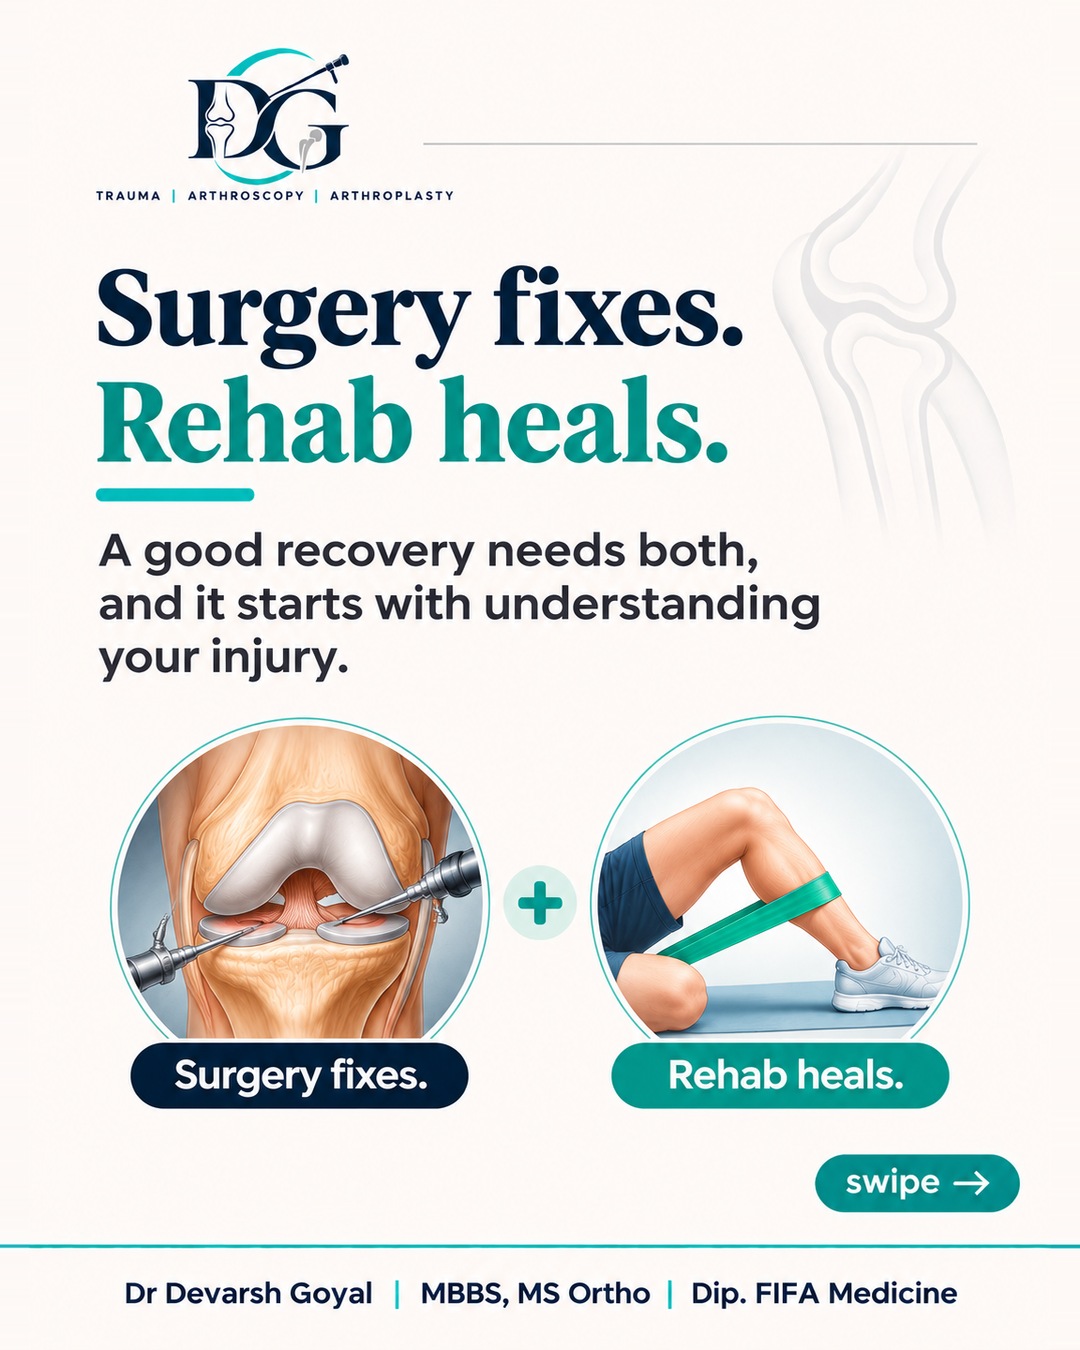 DG
TRAUMA | ARTHROSCOPY | ARTHROPLASTY
Surgery fixes.
Rehab heals.
A good recovery needs both,
and it starts with understanding
your injury.
Surgery fixes.
Rehab heals.
swipe →
Dr Devarsh Goyal | MBBS, MS Ortho | Dip. FIFA Medicine